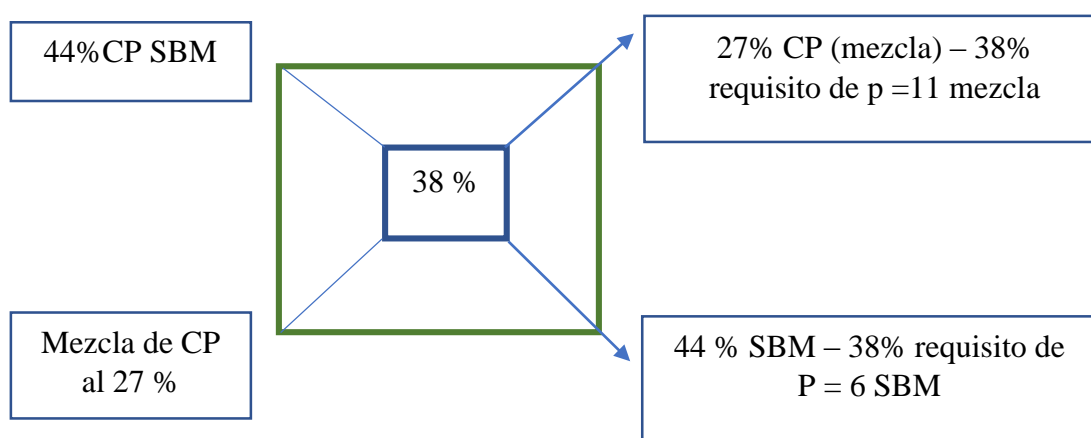 44%CP SBM
27% CP (mezcla) – 38%
requisito de p =11 mezcla
38 %
Mezcla de CP
al 27 %
44 % SBM – 38% requisito de
P = 6 SBM